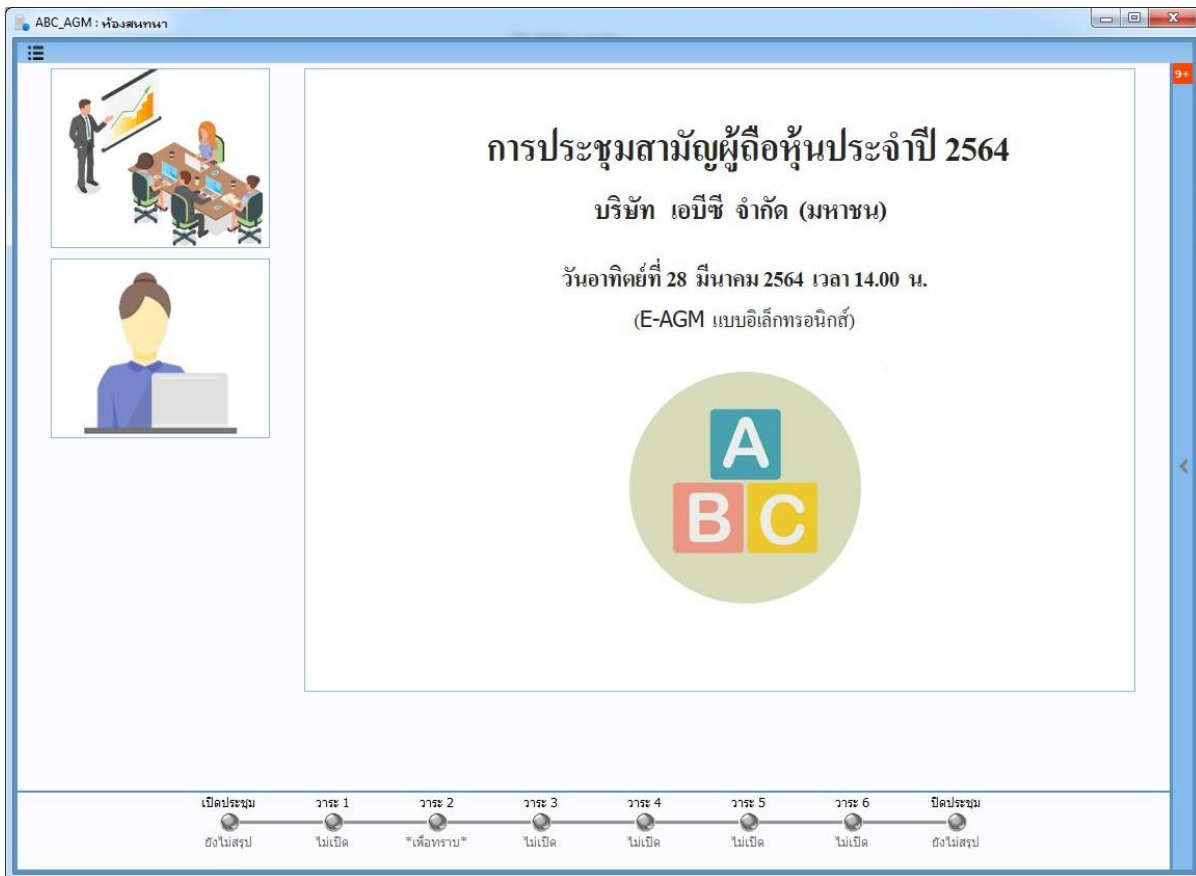 ABC_AGM : ห้องสนทนา
9+
การประชุมสามัญผู้ถือหุ้นประจำปี 2564
บริษัท เอบีซี จำกัด (มหาชน)
วันอาทิตย์ที่ 28 มีนาคม 2564 เวลา 14.00 น.
(E-AGM แบบอิเล็กทรอนิกส์)
A
B C
เปิดประชุม วาระ 1 วาระ 2 วาระ 3 วาระ 4 วาระ 5 วาระ 6 ปิดประชุม
ยังไม่สรุป ไม่เปิด *เพื่อทราบ* ไม่เปิด ไม่เปิด ไม่เปิด ไม่เปิด ยังไม่สรุป